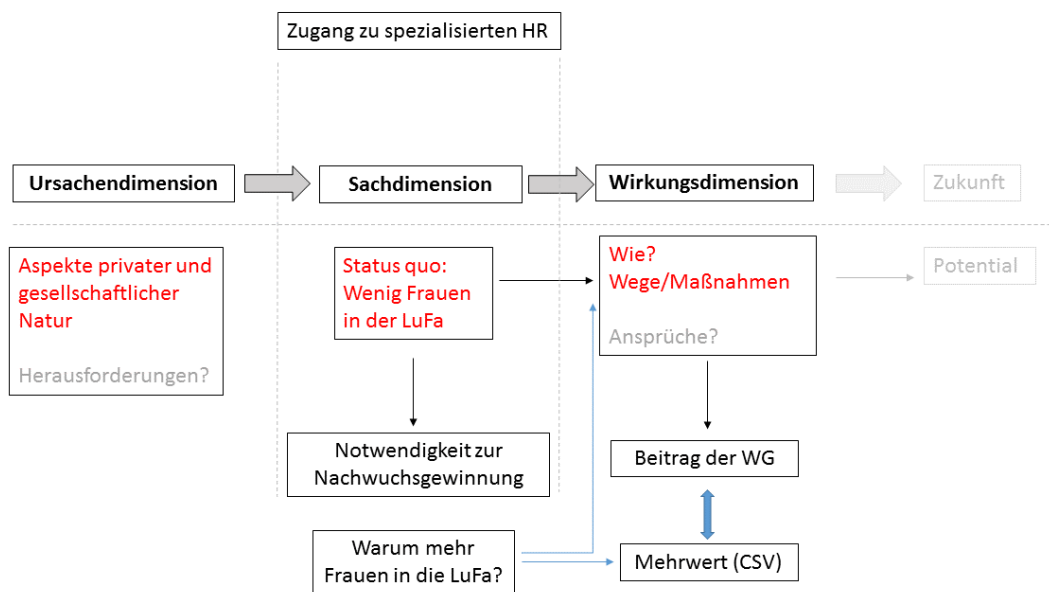 Zugang zu spezialisierten HR
Ursachendimension
Sachdimension
Wirkungsdimension
Zukunft
Aspekte privater und
gesellschaftlicher
Natur
Herausforderungen?
Status quo:
Wenig Frauen
in der LuFa
Wie?
Wege/Maßnahmen
Ansprüche?
Potential
Notwendigkeit zur
Nachwuchsgewinnung
Beitrag der WG
Warum mehr
Frauen in die LuFa?
Mehrwert (CSV)